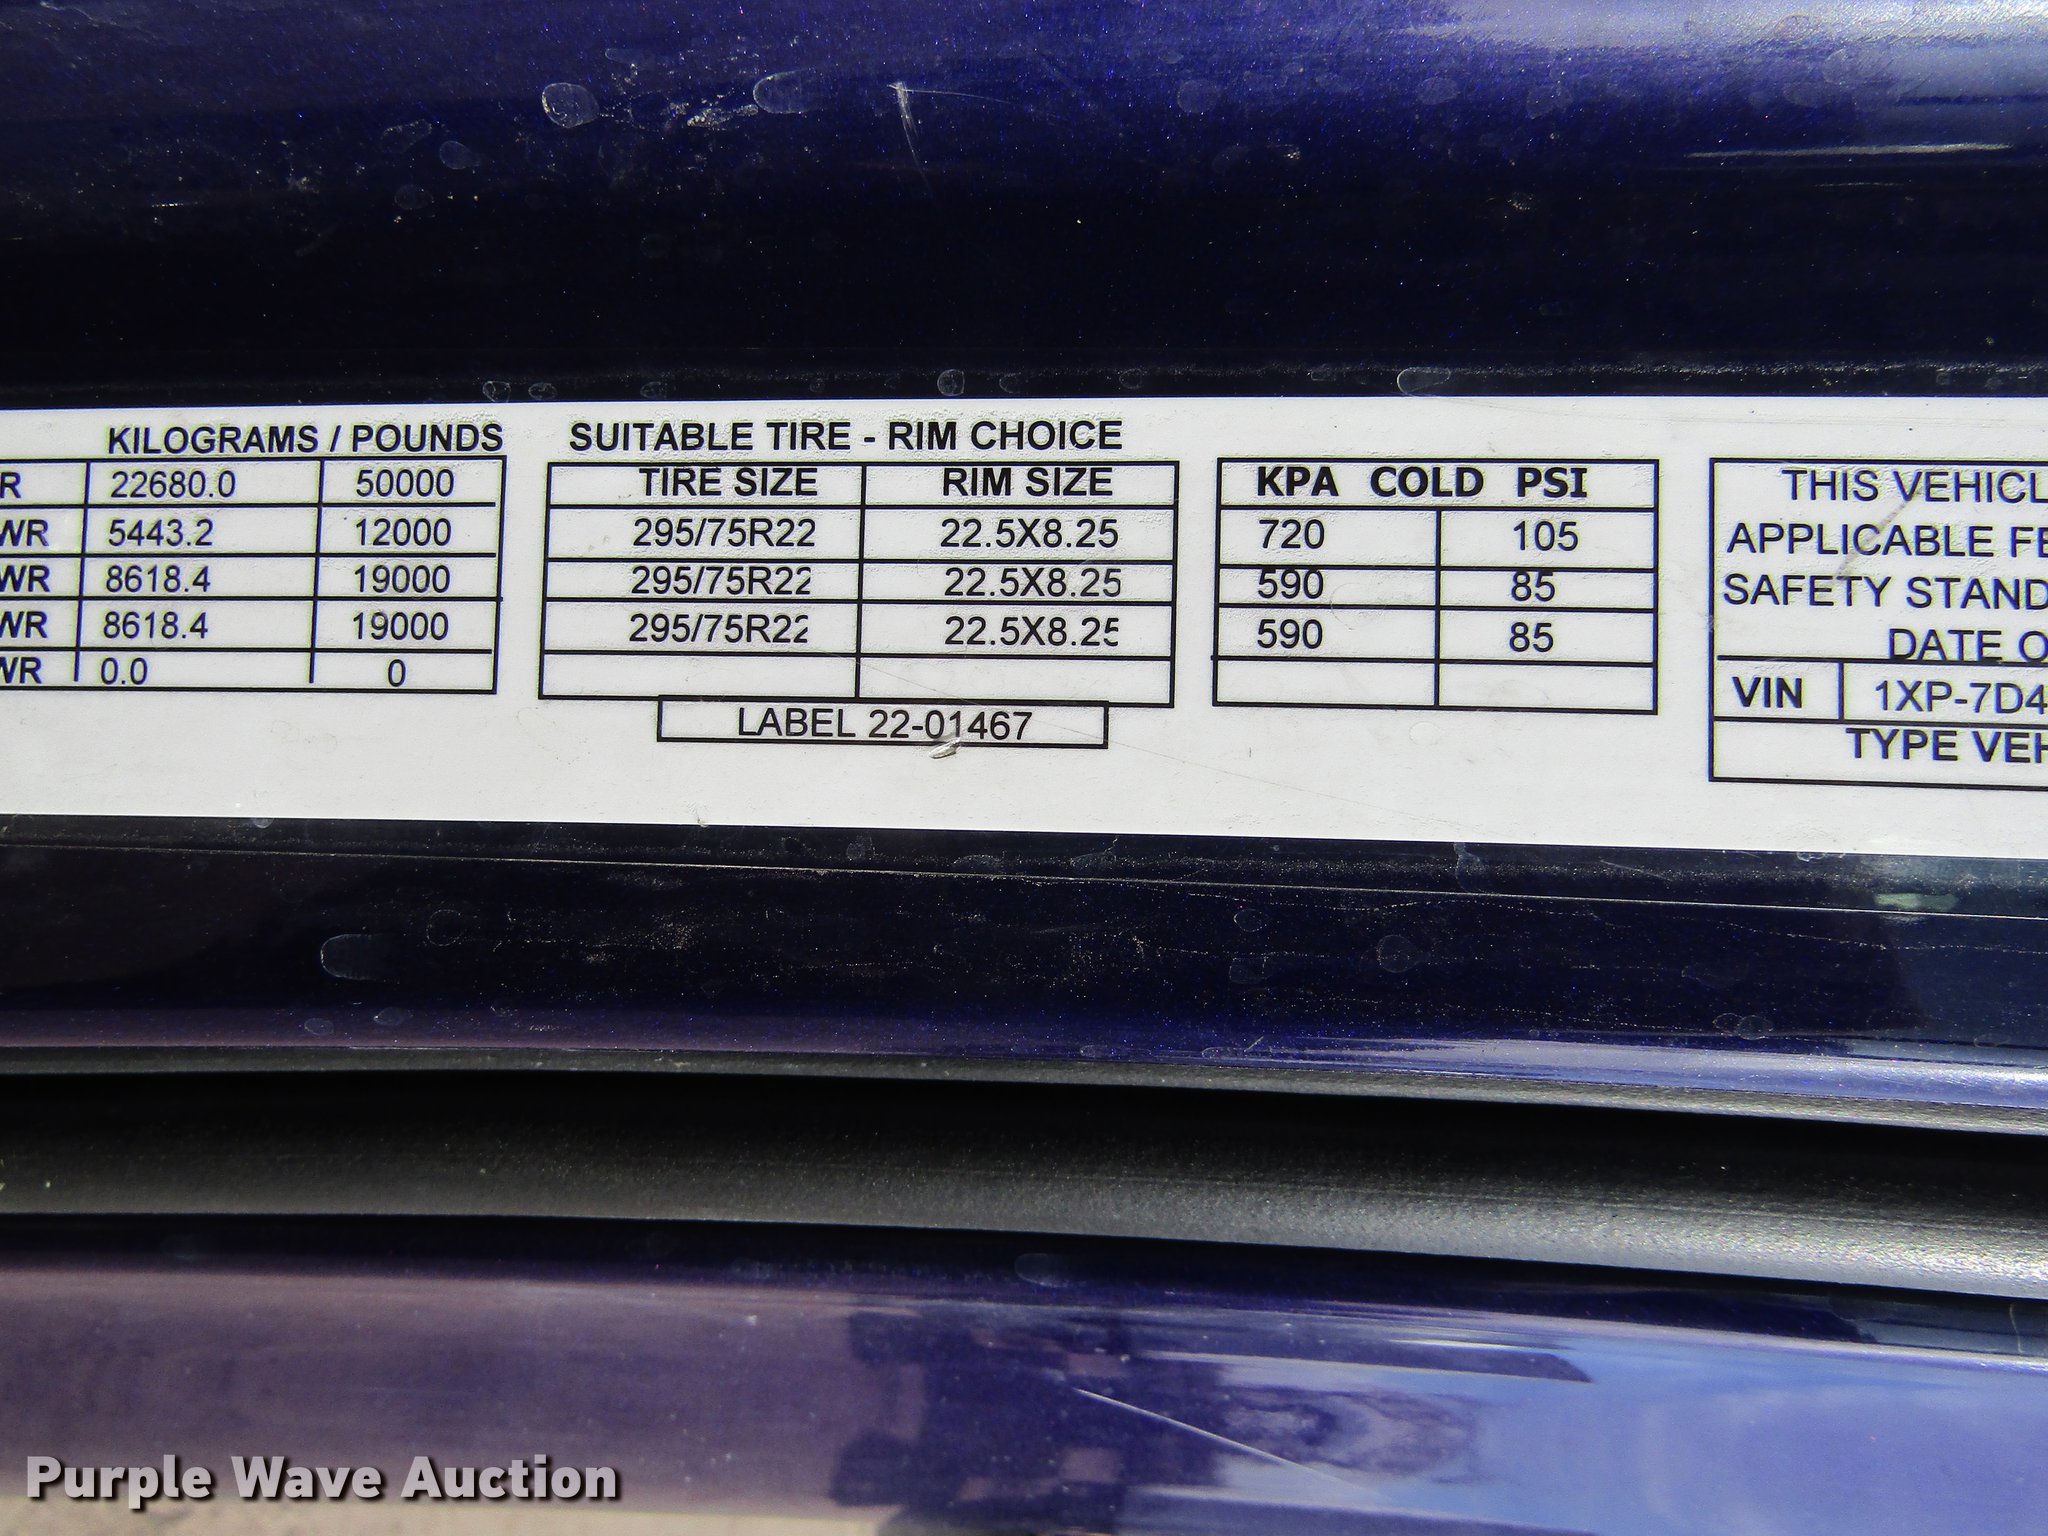 KILOGRAMS / POUNDS
R 22680.0 50000
WR 5443.2 12000
WR 8618.4 19000
WR 8618.4 19000
WR 0.0 0
SUITABLE TIRE - RIM CHOICE
TIRE SIZE RIM SIZE
295/75R22 22.5X8.25
295/75R22 22.5X8.25
295/75R22 22.5X8.25
LABEL 22-01467
KPA COLD PSI
720 105
590 85
590 85
THIS VEHICL
APPLICABLE FE
SAFETY STAND
DATE O
VIN 1XP-7D4
TYPE VEH
Purple Wave Auction